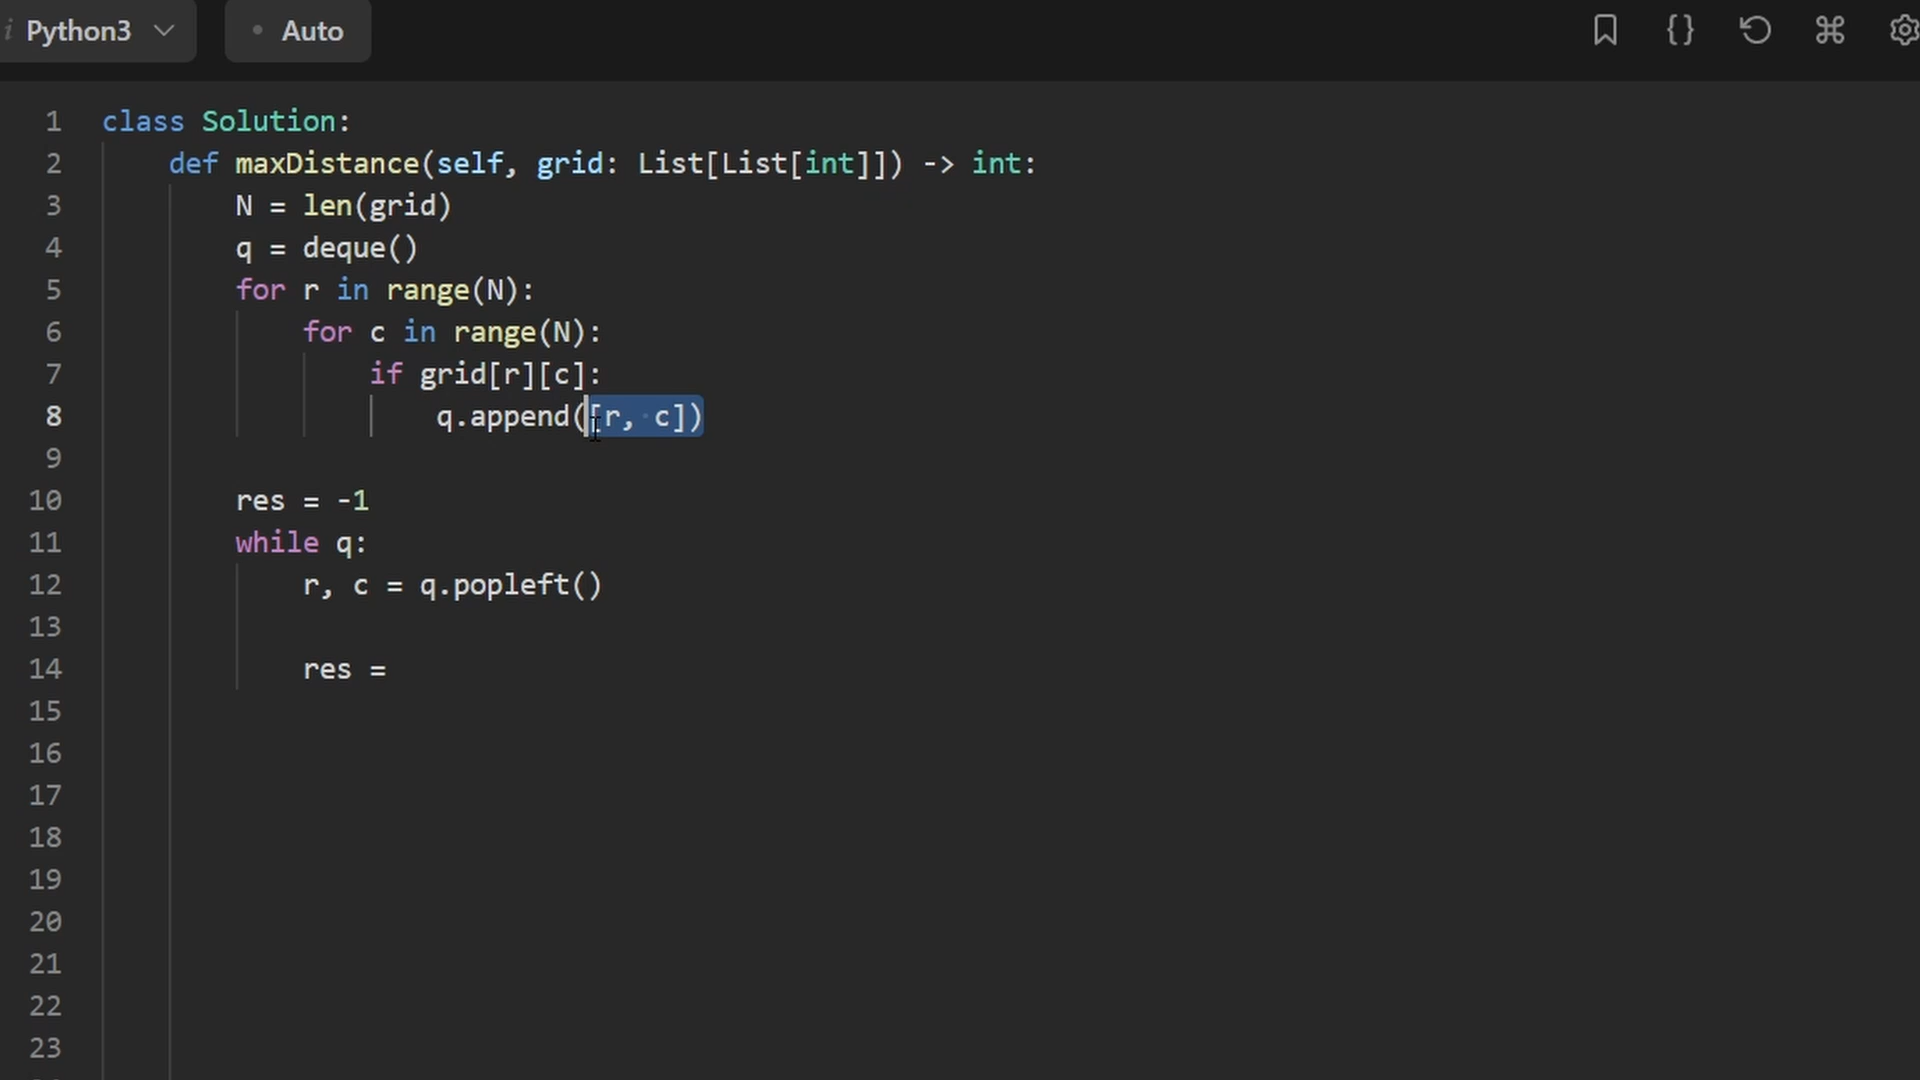 i Python3 Auto {}
1 class Solution:
2 def maxDistance(self, grid: List[List[int]]) -> int:
3 N = len(grid)
4 q = deque()
5 for r in range(N):
6 for c in range(N):
7 if grid[r][c]:
8 q.append([r, c])
9
10 res = -1
11 while q:
12 r, c = q.popleft()
13
14 res =
15
16
17
18
19
20
21
22
23